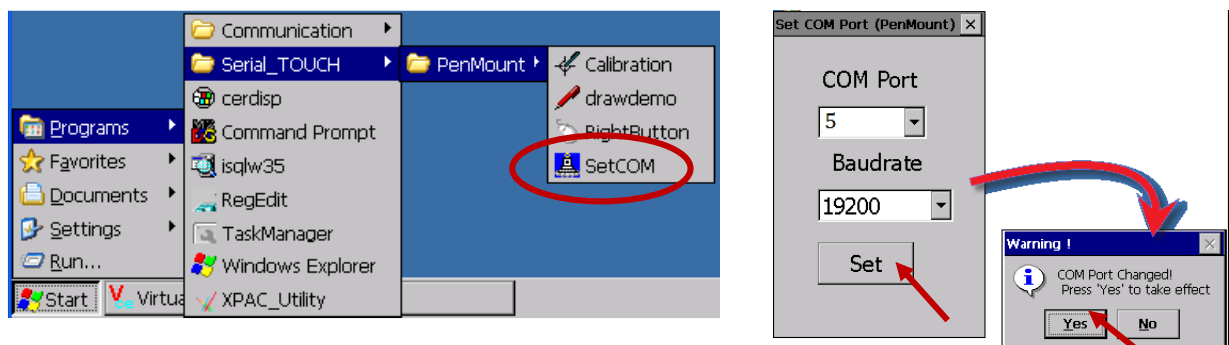 Communication
Serial_TOUCH
cerdisp
Command Prompt
isqlw35
RegEdit
TaskManager
Windows Explorer
XPAC_Utility
PenMount
Calibration
drawdemo
RightButton
SetCOM
Programs
Favorites
Documents
Settings
Run...
Start
Virtua
Set COM Port (PenMount)
COM Port
5
Baudrate
19200
Set
Warning !
COM Port Changed!
Press 'Yes' to take effect
Yes
No